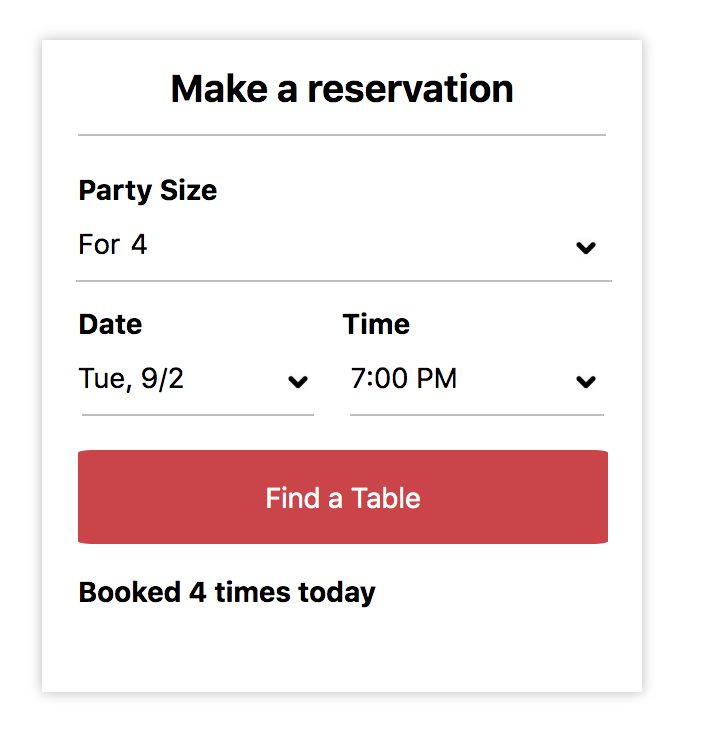 Make a reservation
Party Size
For 4
Date Time
Tue, 9/2 7:00 PM
Find a Table
Booked 4 times today